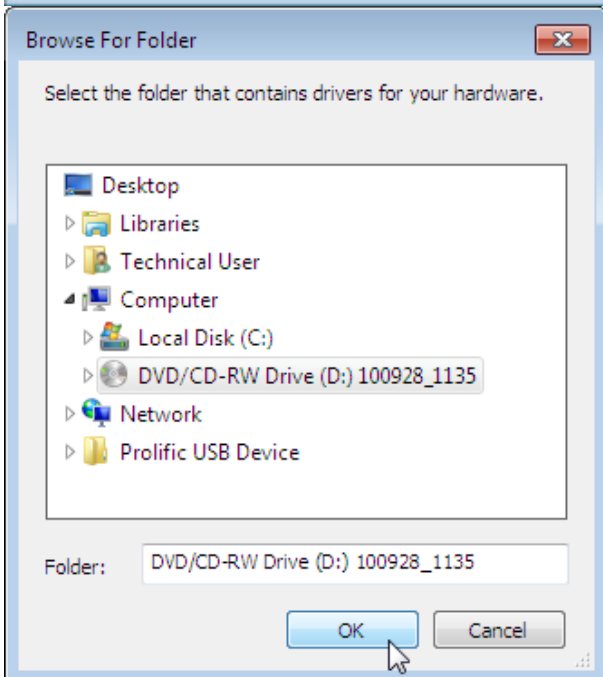 Browse For Folder
Select the folder that contains drivers for your hardware.
Desktop
Libraries
Technical User
Computer
Local Disk (C:)
DVD/CD-RW Drive (D:) 100928_1135
Network
Prolific USB Device
Folder: DVD/CD-RW Drive (D:) 100928_1135
OK Cancel